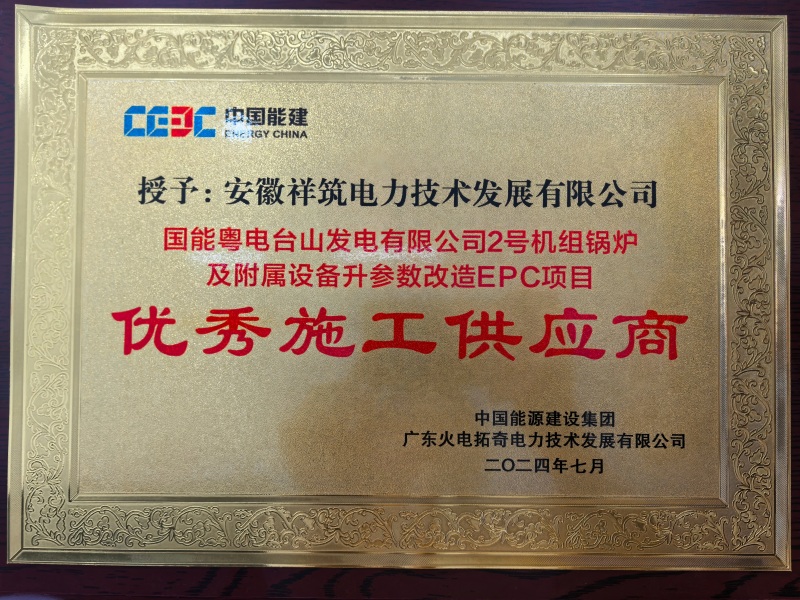 CEEC 中国能建
ENERGY CHINA
授予：安徽祥筑电力技术发展有限公司
国能粤电台山发电有限公司2号机组锅炉
及附属设备升参数改造EPC项目
优秀施工供应商
中国能源建设集团
广东火电拓奇电力技术发展有限公司
二〇二四年七月